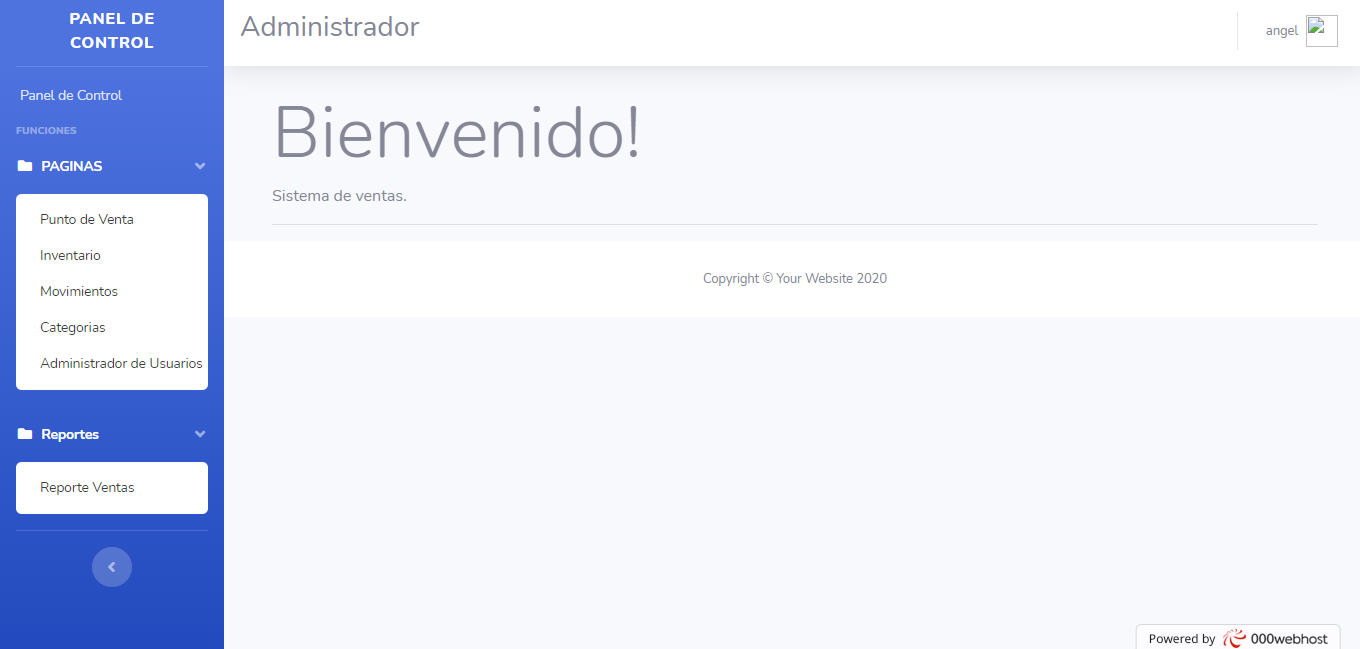 PANEL DE
CONTROL
Administrador
angel
Panel de Control
FUNCIONES
PAGINAS
Punto de Venta
Inventario
Movimientos
Categorias
Administrador de Usuarios
Reportes
Reporte Ventas
Bienvenido!
Sistema de ventas.
Copyright © Your Website 2020
Powered by 000webhost